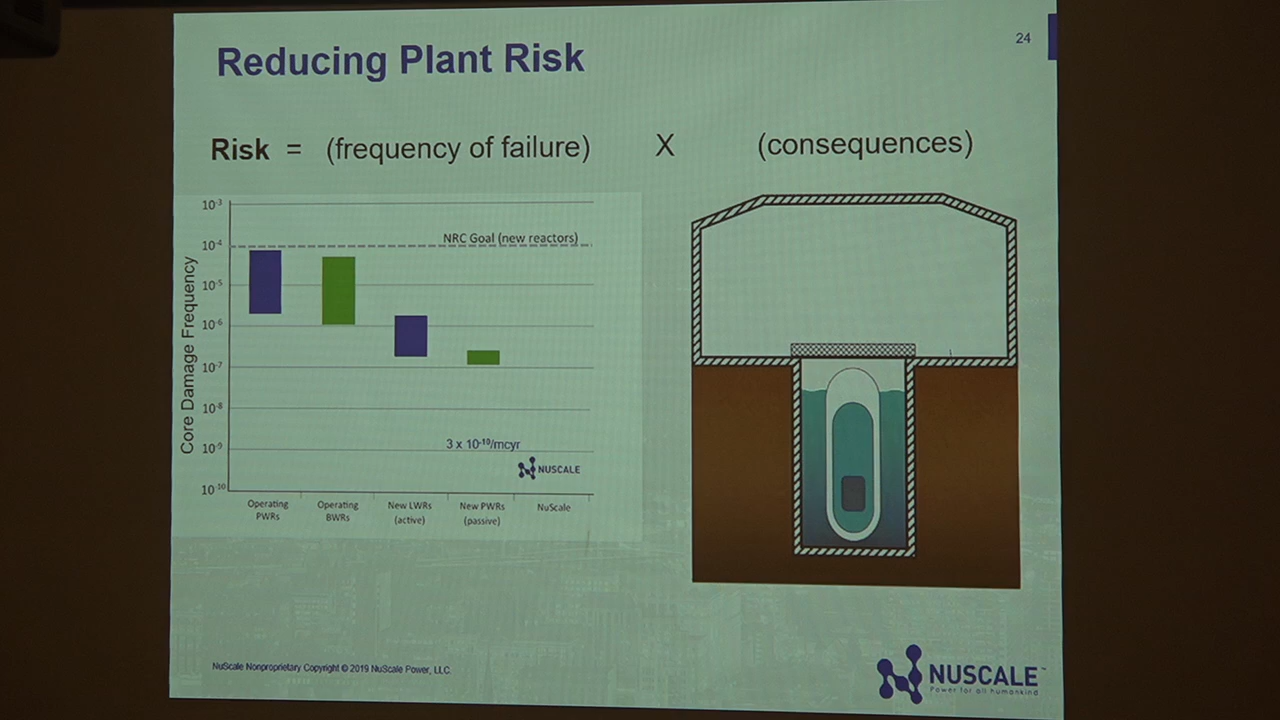 24
Reducing Plant Risk
Risk = (frequency of failure) X (consequences)
Core Damage Frequency
10⁻³
10⁻⁴
10⁻⁵
10⁻⁶
10⁻⁷
10⁻⁸
10⁻⁹
10⁻¹⁰
NRC Goal (new reactors)
3 x 10⁻¹⁰/mcyr
NUSCALE
Operating
PWRs
Operating
BWRs
New LWRs
(active)
New PWRs
(passive)
NuScale
NuScale Nonproprietary Copyright © 2019 NuScale Power, LLC.
NUSCALE™
Power for all humankind